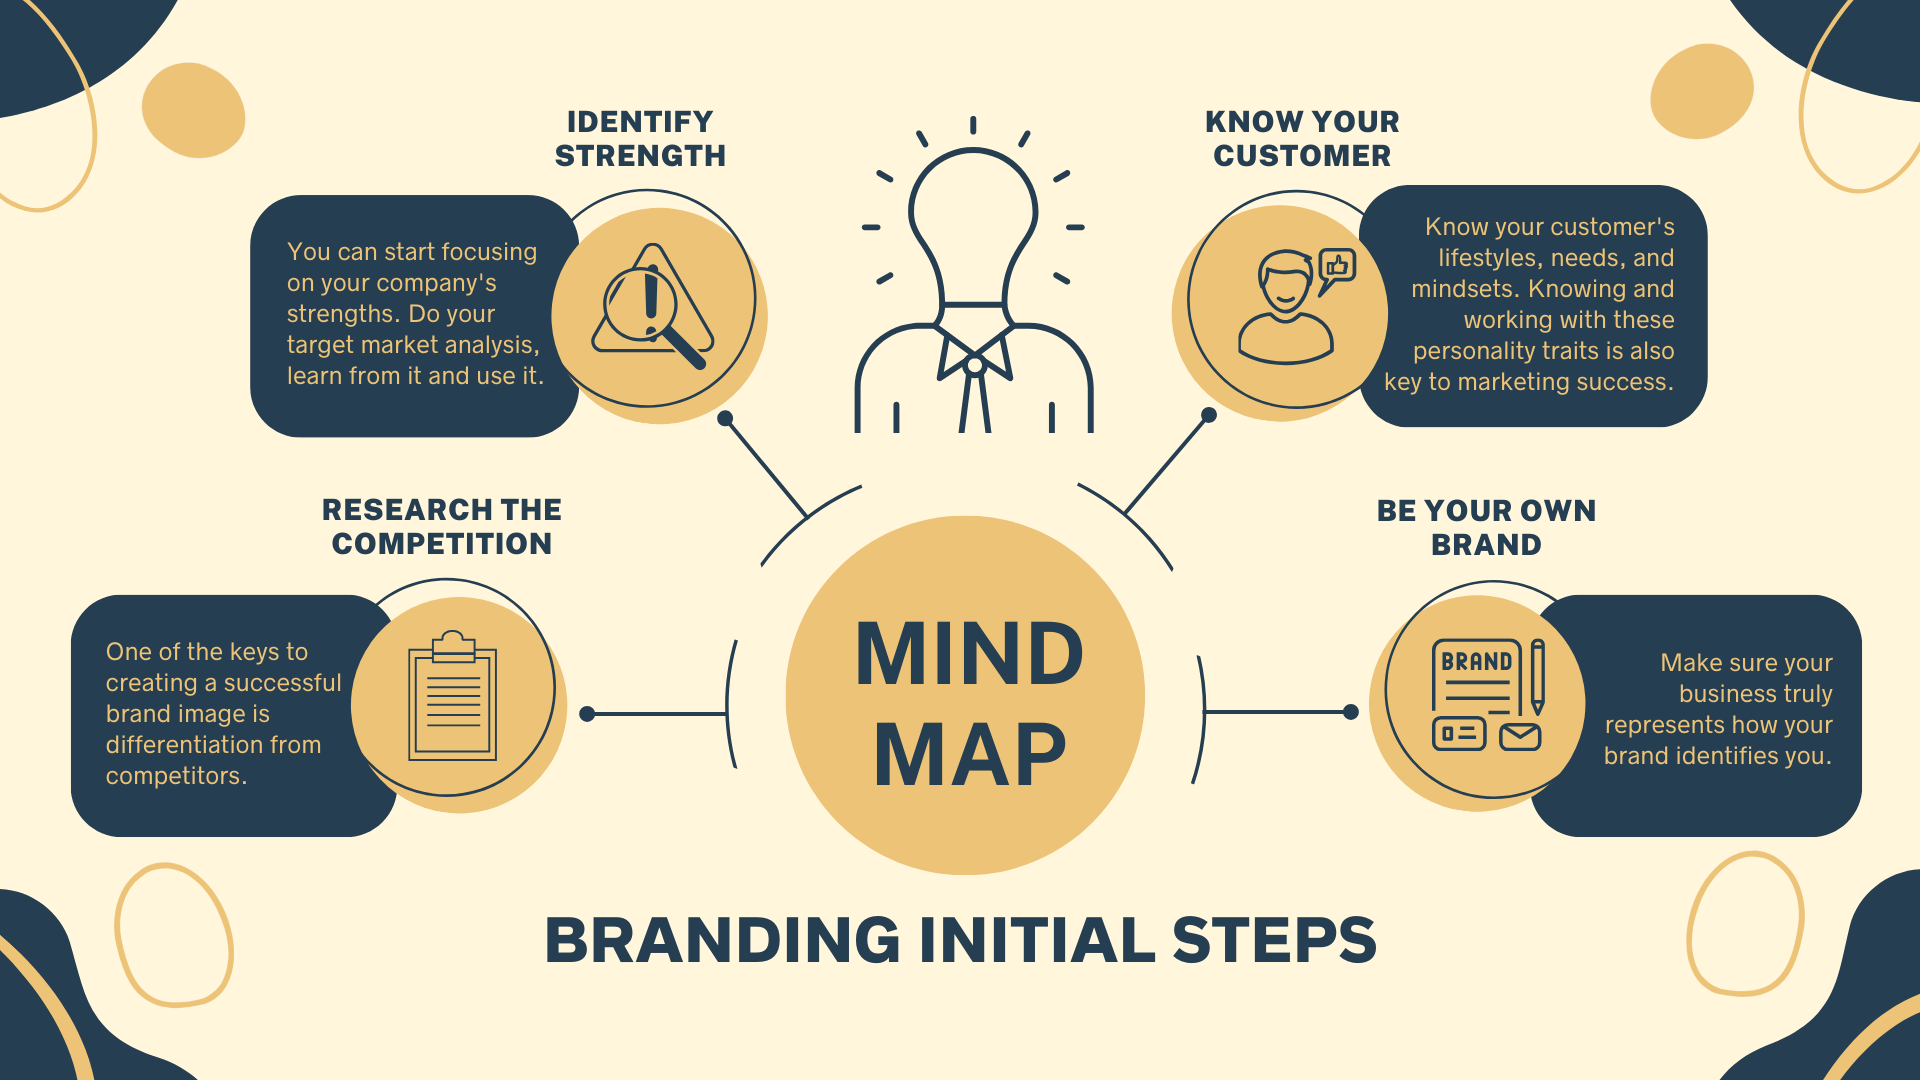 IDENTIFY
STRENGTH
You can start focusing
on your company's
strengths. Do your
target market analysis,
learn from it and use it.
KNOW YOUR
CUSTOMER
Know your customer's
lifestyles, needs, and
mindsets. Knowing and
working with these
personality traits is also
key to marketing success.
RESEARCH THE
COMPETITION
One of the keys to
creating a successful
brand image is
differentiation from
competitors.
MIND
MAP
BE YOUR OWN
BRAND
BRAND
Make sure your
business truly
represents how your
brand identifies you.
BRANDING INITIAL STEPS